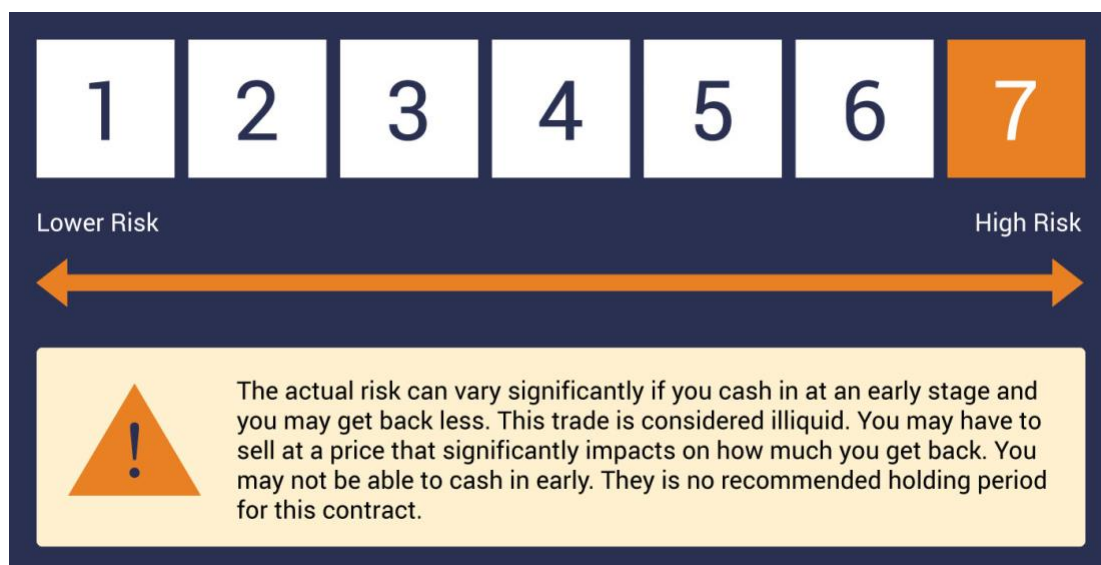 1 2 3 4 5 6 7
Lower Risk High Risk
!
The actual risk can vary significantly if you cash in at an early stage and
you may get back less. This trade is considered illiquid. You may have to
sell at a price that significantly impacts on how much you get back. You
may not be able to cash in early. They is no recommended holding period
for this contract.